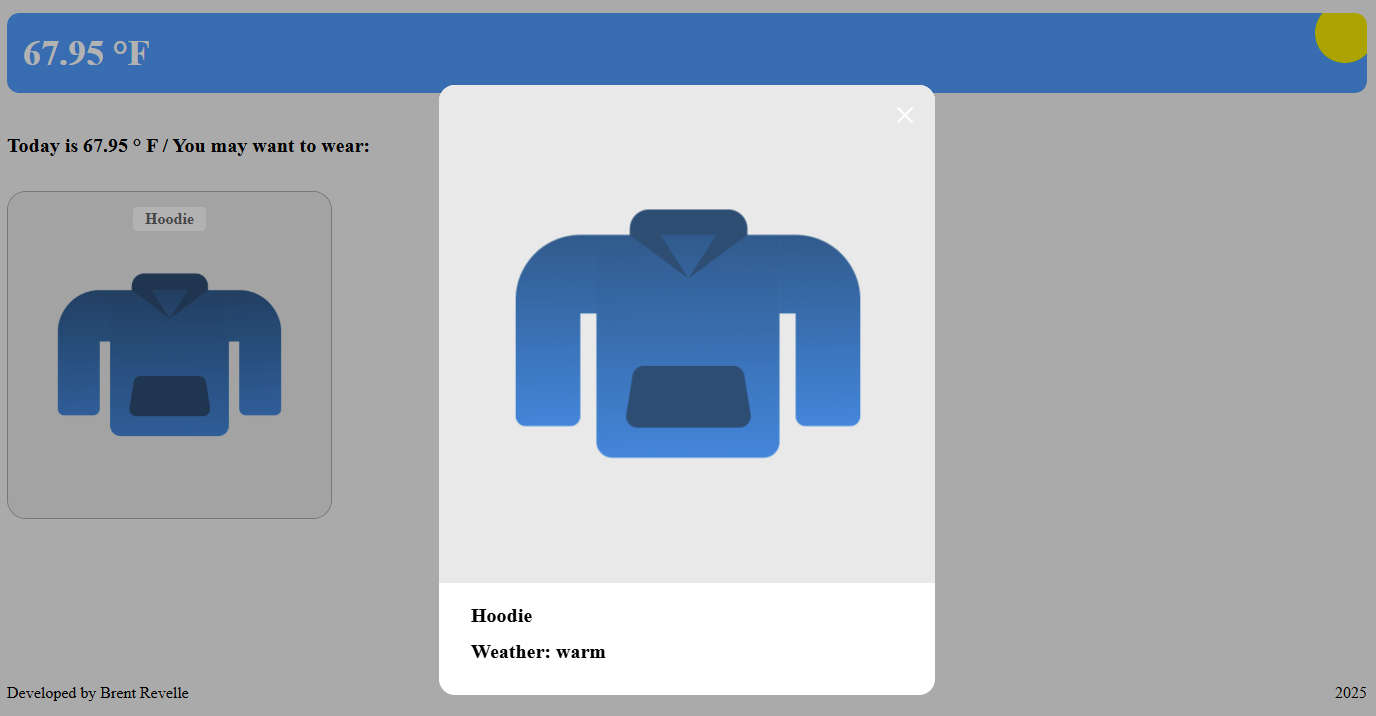 67.95 °F
Today is 67.95 ° F / You may want to wear:
Hoodie
Hoodie
Weather: warm
Developed by Brent Revelle
2025